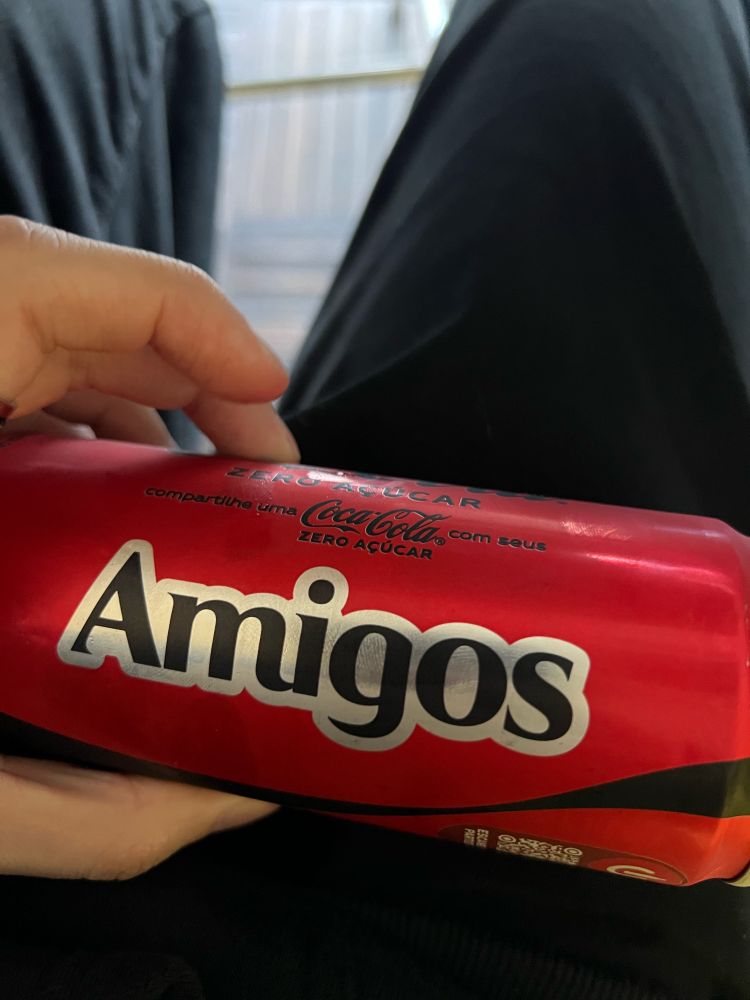 ZERO AÇÚCAR
compartilhe uma Coca-Cola® com seus
ZERO AÇÚCAR
Amigos